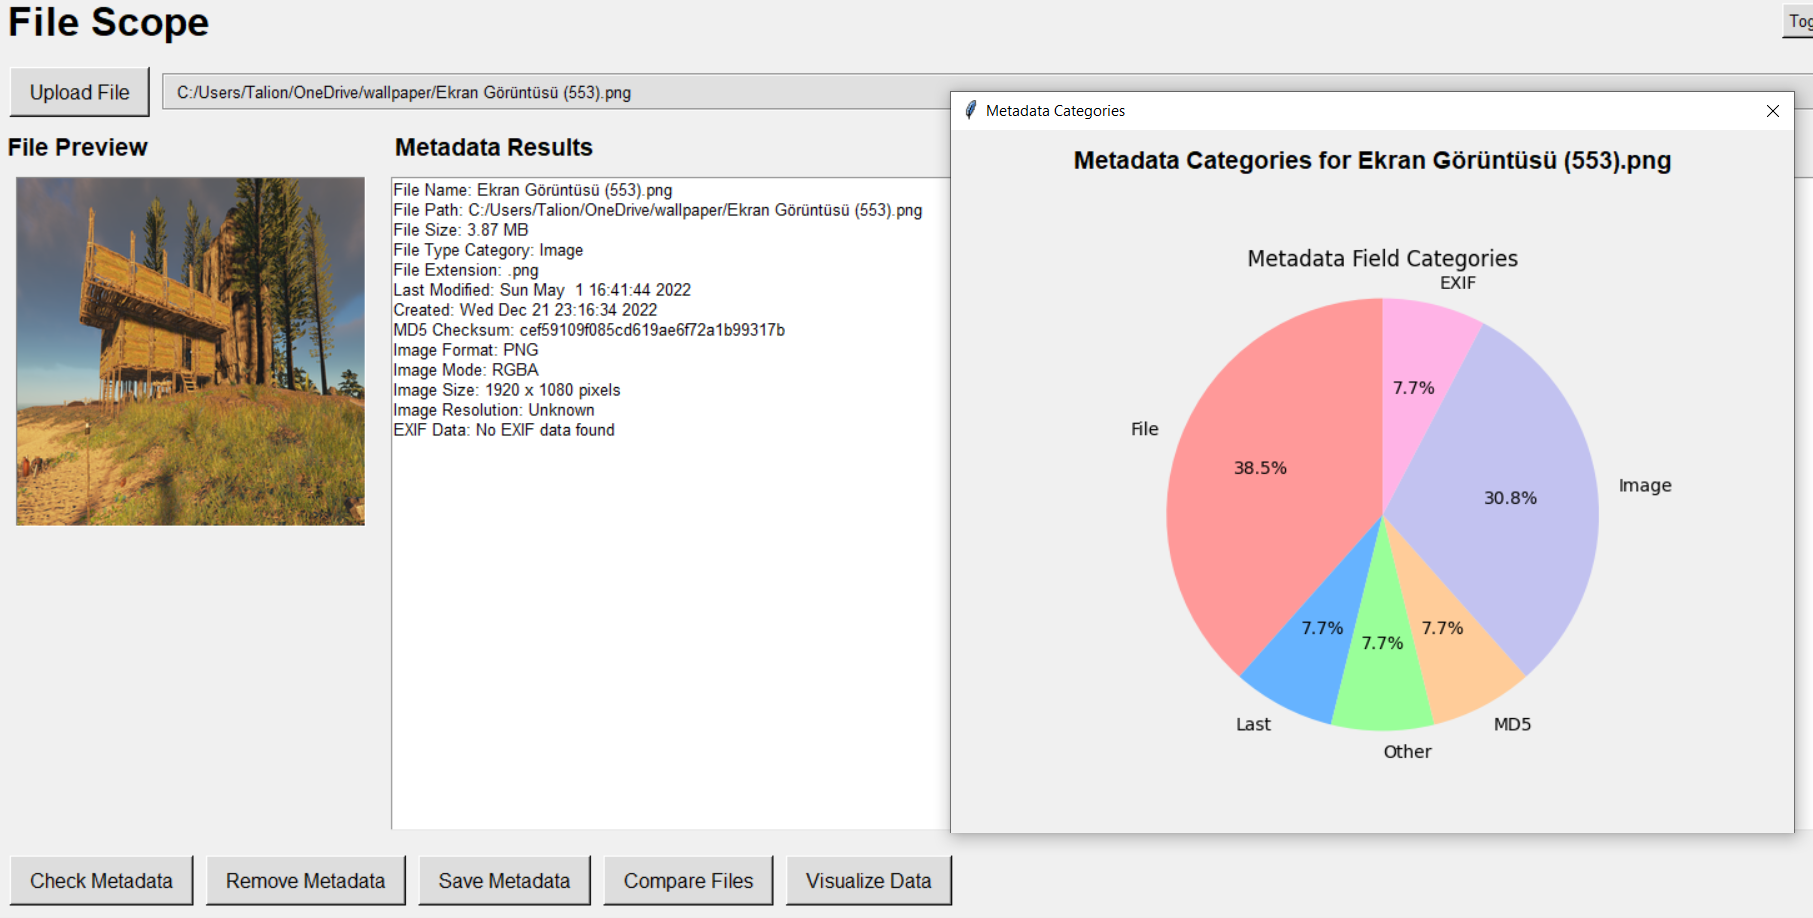 File Scope
Tog
Upload File
C:/Users/Talion/OneDrive/wallpaper/Ekran Görüntüsü (553).png
File Preview
Metadata Results
File Name: Ekran Görüntüsü (553).png
File Path: C:/Users/Talion/OneDrive/wallpaper/Ekran Görüntüsü (553).png
File Size: 3.87 MB
File Type Category: Image
File Extension: .png
Last Modified: Sun May  1 16:41:44 2022
Created: Wed Dec 21 23:16:34 2022
MD5 Checksum: cef59109f085cd619ae6f72a1b99317b
Image Format: PNG
Image Mode: RGBA
Image Size: 1920 x 1080 pixels
Image Resolution: Unknown
EXIF Data: No EXIF data found
Metadata Categories
Metadata Categories for Ekran Görüntüsü (553).png
Metadata Field Categories
EXIF
7.7%
File
38.5%
Image
30.8%
7.7%
7.7%
7.7%
Last
Other
MD5
Check Metadata
Remove Metadata
Save Metadata
Compare Files
Visualize Data